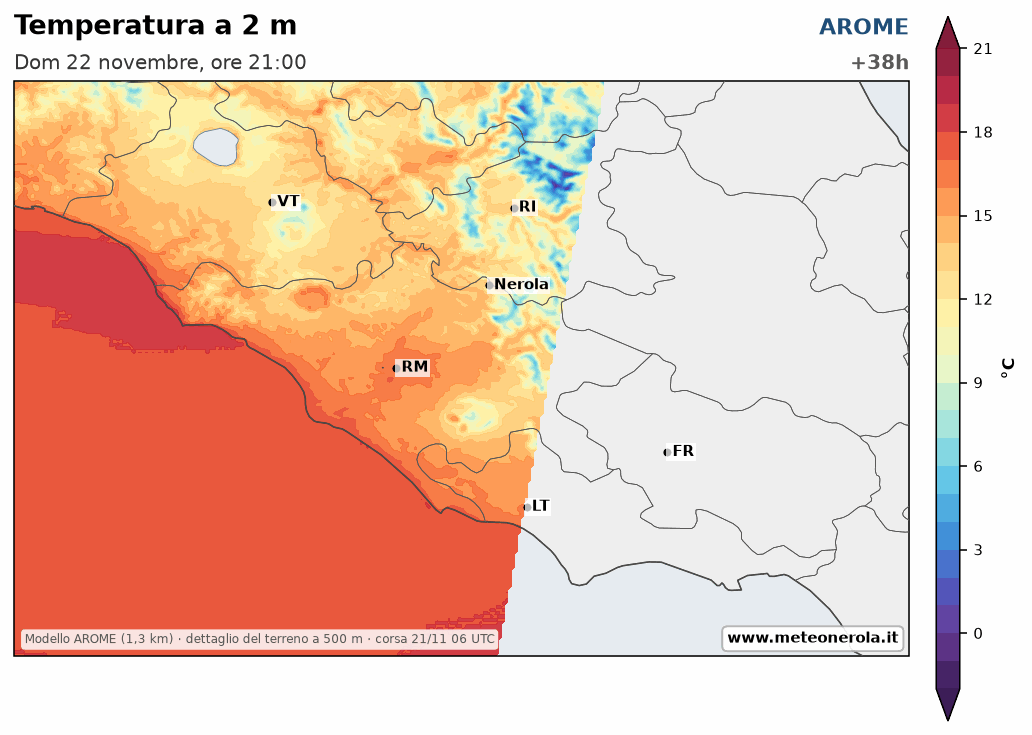 Temperatura a 2 m
AROME
Dom 22 novembre, ore 21:00
+38h
VT
RI
Nerola
RM
FR
LT
Modello AROME (1,3 km) · dettaglio del terreno a 500 m · corsa 21/11 06 UTC
www.meteonerola.it
21
18
15
12
9
6
3
0
°C